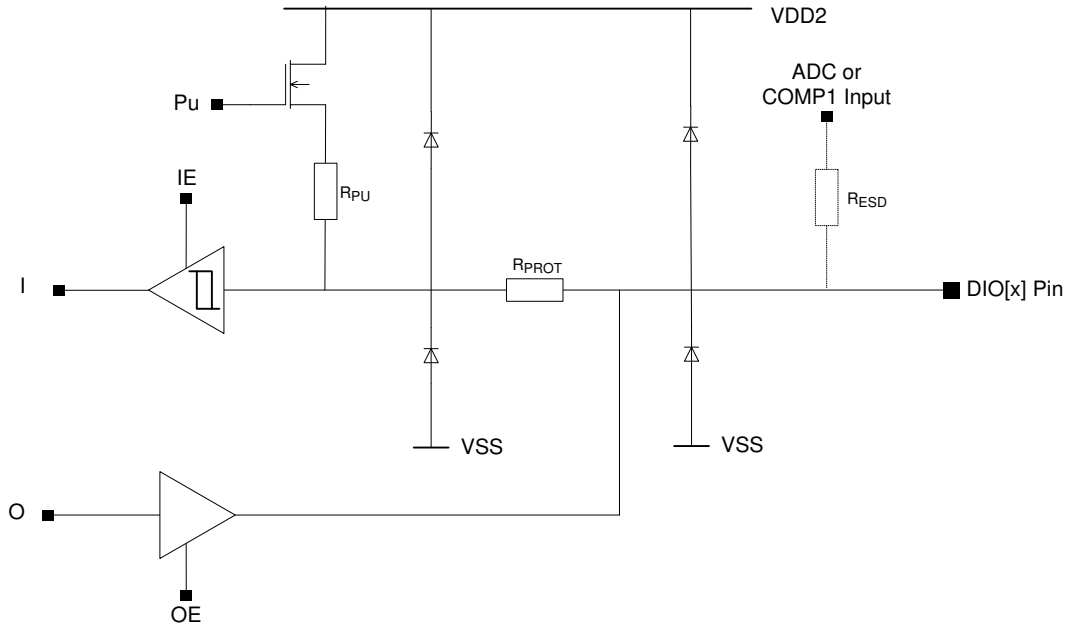 VDD2
ADC or
COMP1 Input
Pu
IE
RPU
RESD
RPROT
I
DIO[x] Pin
VSS
VSS
O
OE